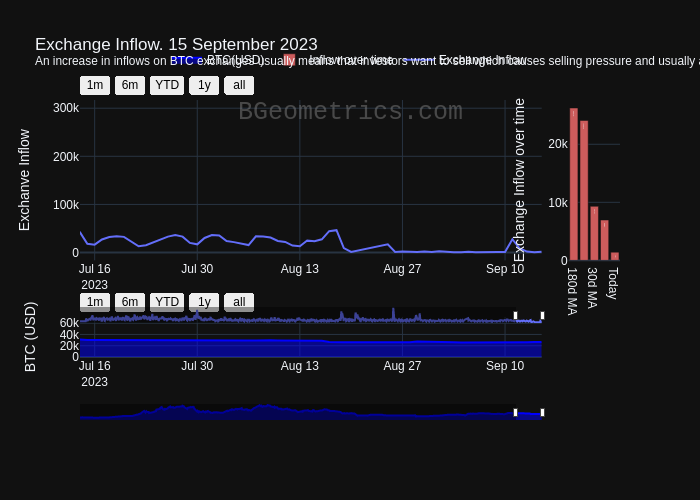 Exchange Inflow. 15 September 2023
An increase in inflows on BTC exchanges usually means that investors want to sell which causes selling pressure and usually a
BTC(USD) Inflow over time Exchange Inflow
1m 6m YTD 1y all
BGeometrics.com
Exchanve Inflow
300k
200k
100k
0
Jul 16
2023
Jul 30
Aug 13
Aug 27
Sep 10
Exchange Inflow over time
20k
10k
0
180d MA
30d MA
Today
1m 6m YTD 1y all
BTC (USD)
60k
40k
20k
0
Jul 16
2023
Jul 30
Aug 13
Aug 27
Sep 10